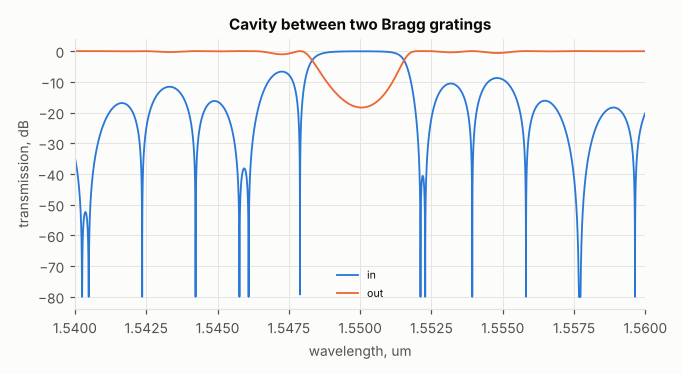 Cavity between two Bragg gratings
transmission, dB
0
−10
−20
−30
−40
−50
−60
−70
−80
in
out
1.5400 1.5425 1.5450 1.5475 1.5500 1.5525 1.5550 1.5575 1.5600
wavelength, um